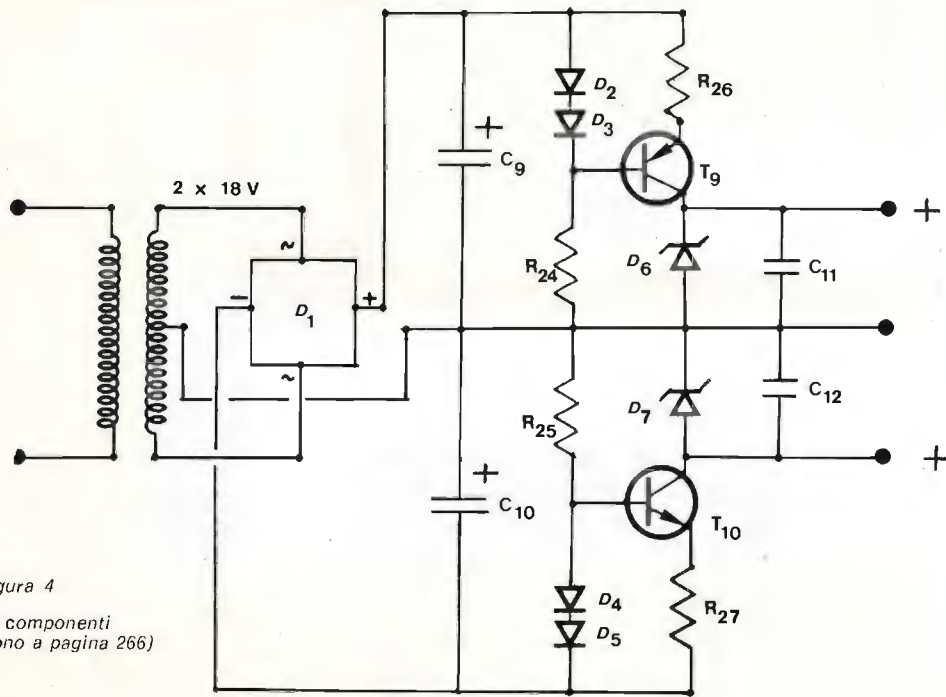 D2
R26
+
D3
C9
T9
2 × 18 V
+
~
D6
C11
R24
−
+
D1
~
D7
C12
R25
+
+
C10
T10
gura 4
D4
R27
componenti
D5
ono a pagina 266)